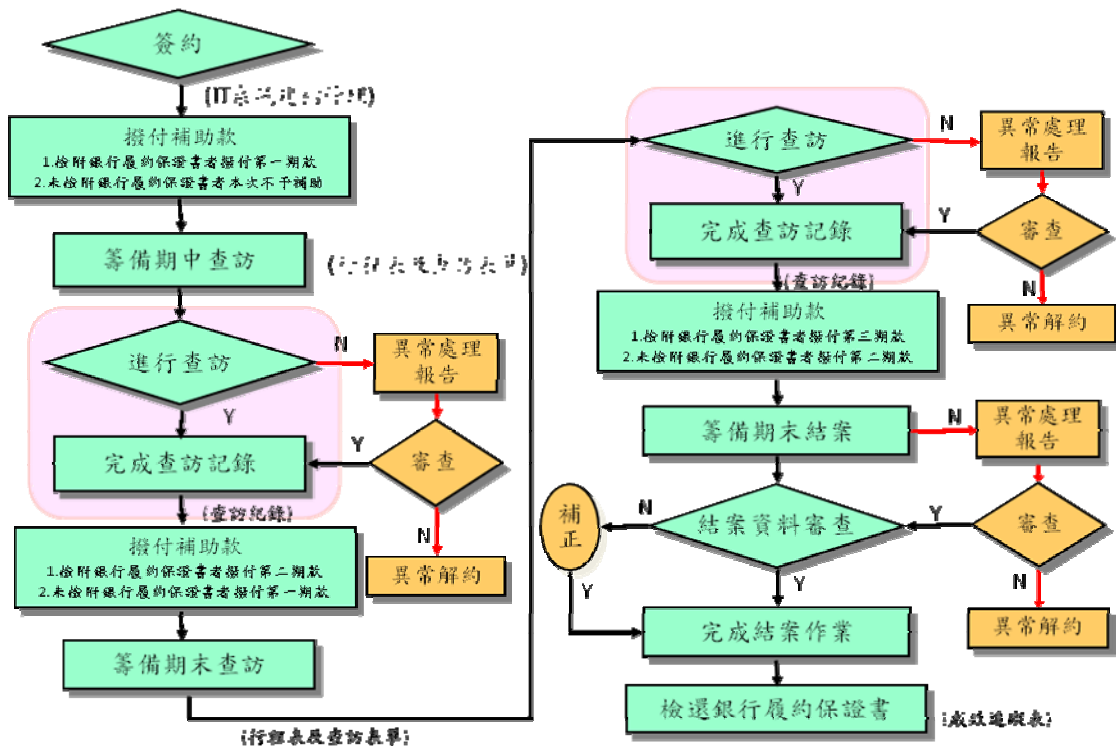 簽約
撥付補助款
1.檢附銀行履約保證書者撥付第一期款
2.未檢附銀行履約保證書者本次不予補助
籌備期中查訪
進行查訪
N
異常處理
報告
Y
完成查訪記錄
Y
審查
(查訪紀錄)
N
異常解約
撥付補助款
1.檢附銀行履約保證書者撥付第二期款
2.未檢附銀行履約保證書者撥付第一期款
籌備期末查訪
(行程表及查訪表單)
進行查訪
N
異常處理
報告
Y
完成查訪記錄
Y
審查
(查訪紀錄)
N
異常解約
撥付補助款
1.檢附銀行履約保證書者撥付第三期款
2.未檢附銀行履約保證書者撥付第二期款
籌備期末結案
N
異常處理
報告
補正
N
結案資料審查
Y
審查
Y
Y
N
異常解約
完成結案作業
檢還銀行履約保證書
(成效追蹤表)